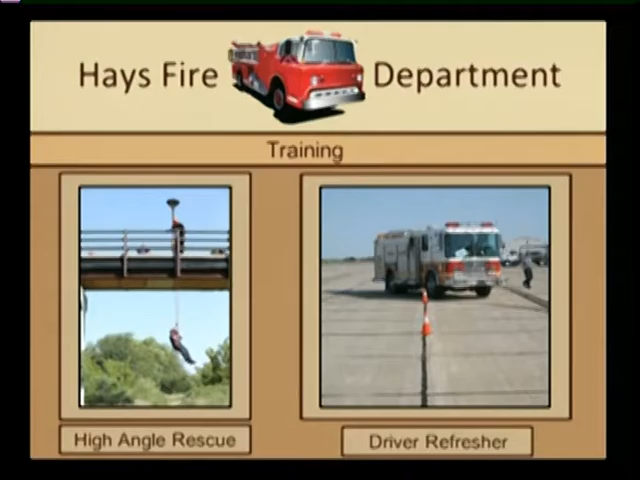 Hays Fire Department
Training
High Angle Rescue
Driver Refresher